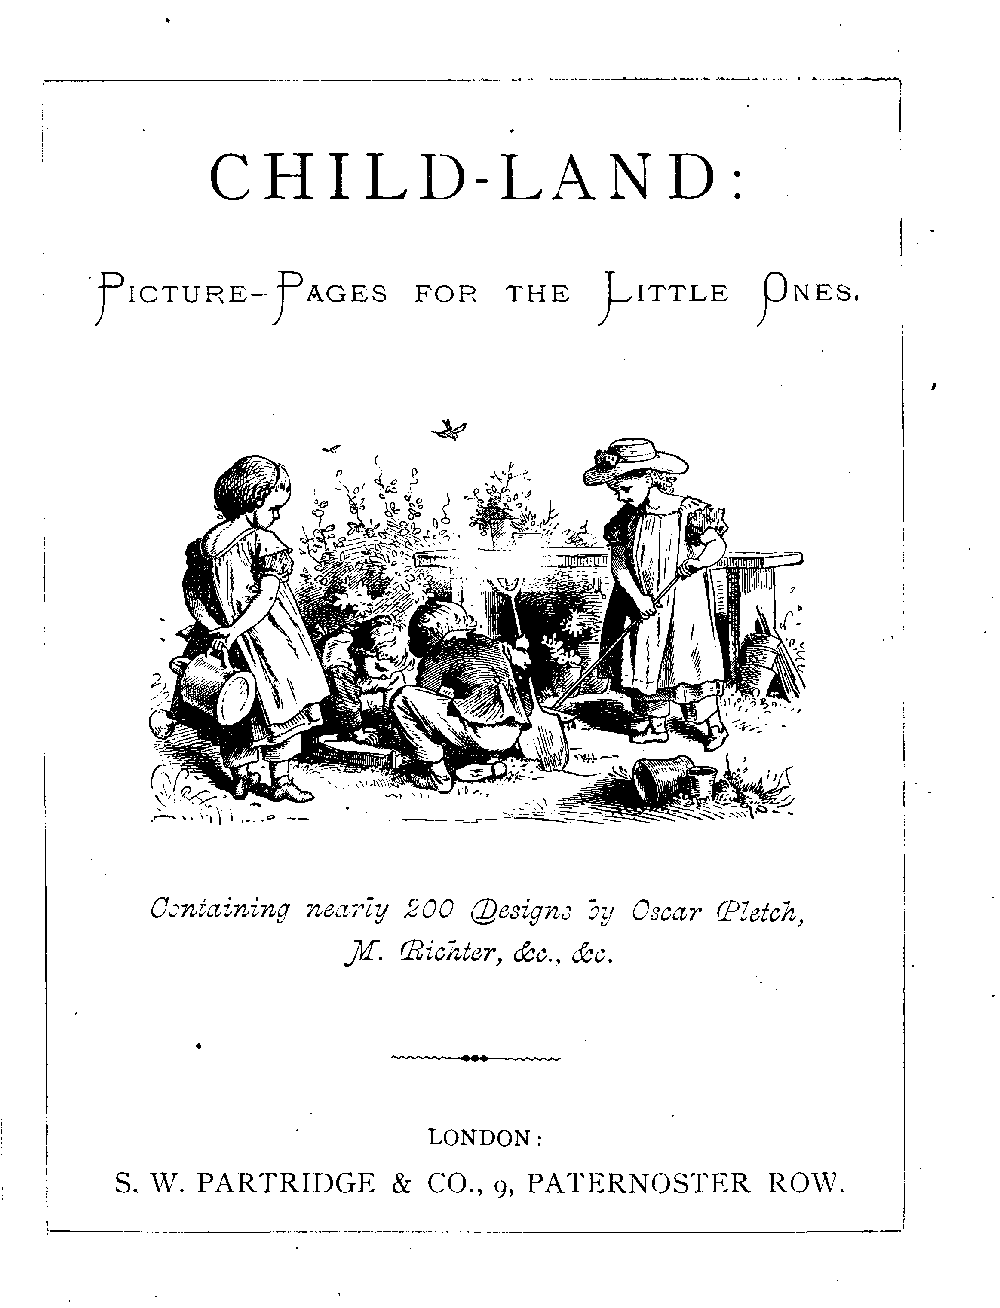 CHILD-LAND:
PICTURE-PAGES FOR THE LITTLE ONES.
Containing nearly 200 Designs by Oscar Pletch,
M. Richter, &c., &c.
LONDON:
S. W. PARTRIDGE & CO., 9, PATERNOSTER ROW.